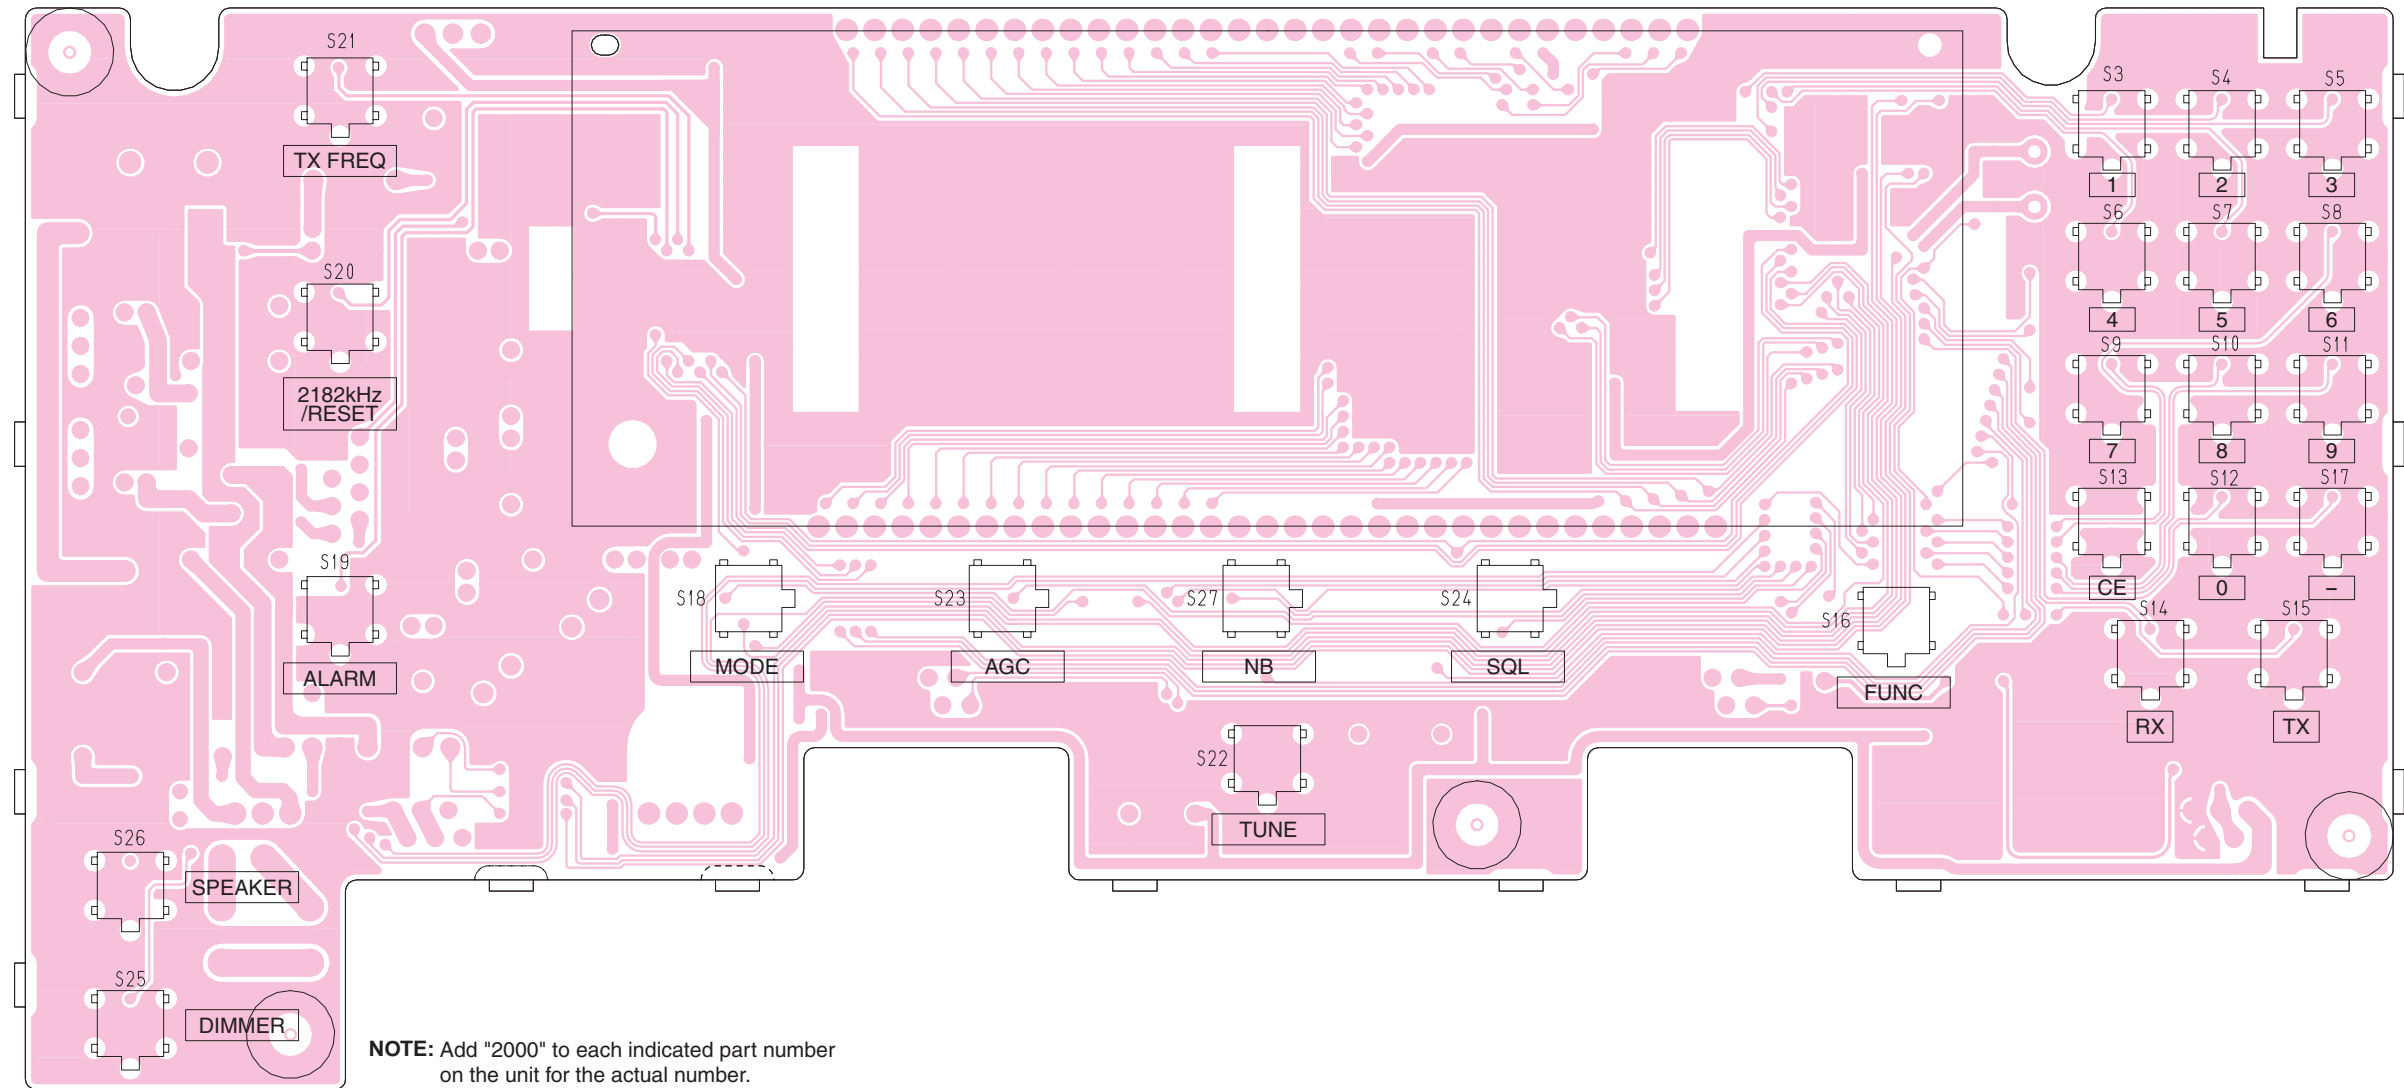 S21
TX FREQ
S3 S4 S5
1 2 3
S6 S7 S8
4 5 6
S20
2182kHz
/RESET
S9 S10 S11
7 8 9
S13 S12 S17
CE 0 –
S19
ALARM
S18 S23 S27 S24 S16
MODE AGC NB SQL FUNC
S14 S15
RX TX
S22
TUNE
S26
SPEAKER
S25
DIMMER
NOTE: Add "2000" to each indicated part number
on the unit for the actual number.